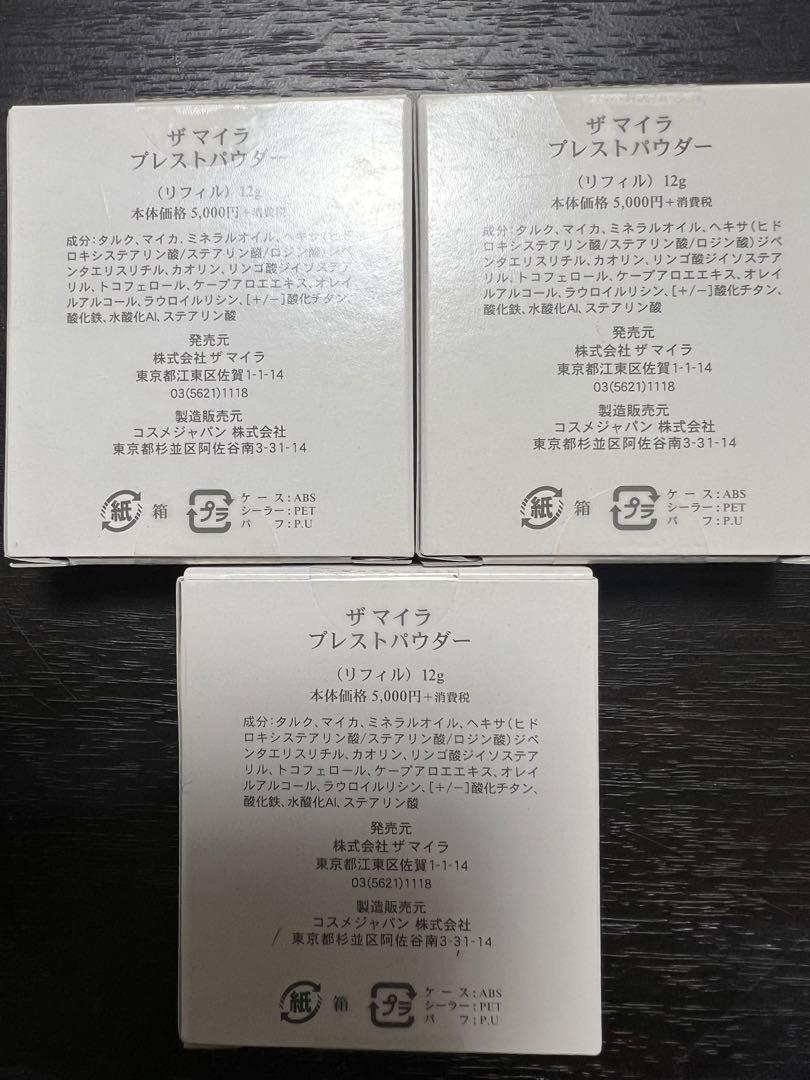 ザ マイラ
プレストパウダー
（リフィル）12g
本体価格 5,000円＋消費税
成分：タルク、マイカ、ミネラルオイル、ヘキサ（ヒド
ロキシステアリン酸/ステアリン酸/ロジン酸）ジペ
ンタエリスリチル、カオリン、リンゴ酸ジイソステア
リル、トコフェロール、ケープアロエエキス、オレイ
ルアルコール、ラウロイルリシン、[+/−]酸化チタン、
酸化鉄、水酸化Al、ステアリン酸
発売元
株式会社 ザ マイラ
東京都江東区佐賀1-1-14
03(5621)1118
製造販売元
コスメジャパン 株式会社
東京都杉並区阿佐谷南3-31-14
紙 箱 プラ
ケース：ABS
シーラー：PET
パフ：P.U
ザ マイラ
プレストパウダー
（リフィル）12g
本体価格 5,000円＋消費税
成分：タルク、マイカ、ミネラルオイル、ヘキサ（ヒド
ロキシステアリン酸/ステアリン酸/ロジン酸）ジペ
ンタエリスリチル、カオリン、リンゴ酸ジイソステア
リル、トコフェロール、ケープアロエエキス、オレイ
ルアルコール、ラウロイルリシン、[+/−]酸化チタン、
酸化鉄、水酸化Al、ステアリン酸
発売元
株式会社 ザ マイラ
東京都江東区佐賀1-1-14
03(5621)1118
製造販売元
コスメジャパン 株式会社
東京都杉並区阿佐谷南3-31-14
紙 箱 プラ
ケース：ABS
シーラー：PET
パフ：P.U
ザ マイラ
プレストパウダー
（リフィル）12g
本体価格 5,000円＋消費税
成分：タルク、マイカ、ミネラルオイル、ヘキサ（ヒド
ロキシステアリン酸/ステアリン酸/ロジン酸）ジペ
ンタエリスリチル、カオリン、リンゴ酸ジイソステア
リル、トコフェロール、ケープアロエエキス、オレイ
ルアルコール、ラウロイルリシン、[+/−]酸化チタン、
酸化鉄、水酸化Al、ステアリン酸
発売元
株式会社 ザ マイラ
東京都江東区佐賀1-1-14
03(5621)1118
製造販売元
コスメジャパン 株式会社
東京都杉並区阿佐谷南3-31-14
紙 箱 プラ
ケース：ABS
シーラー：PET
パフ：P.U